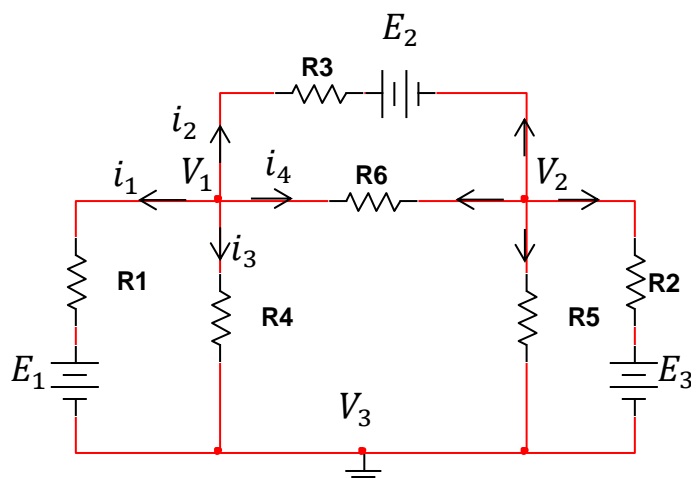 E₂
R3
i₂
i₁ V₁ i₄ R6 V₂
i₃
R1 R4 R5 R2
E₁ E₃
V₃